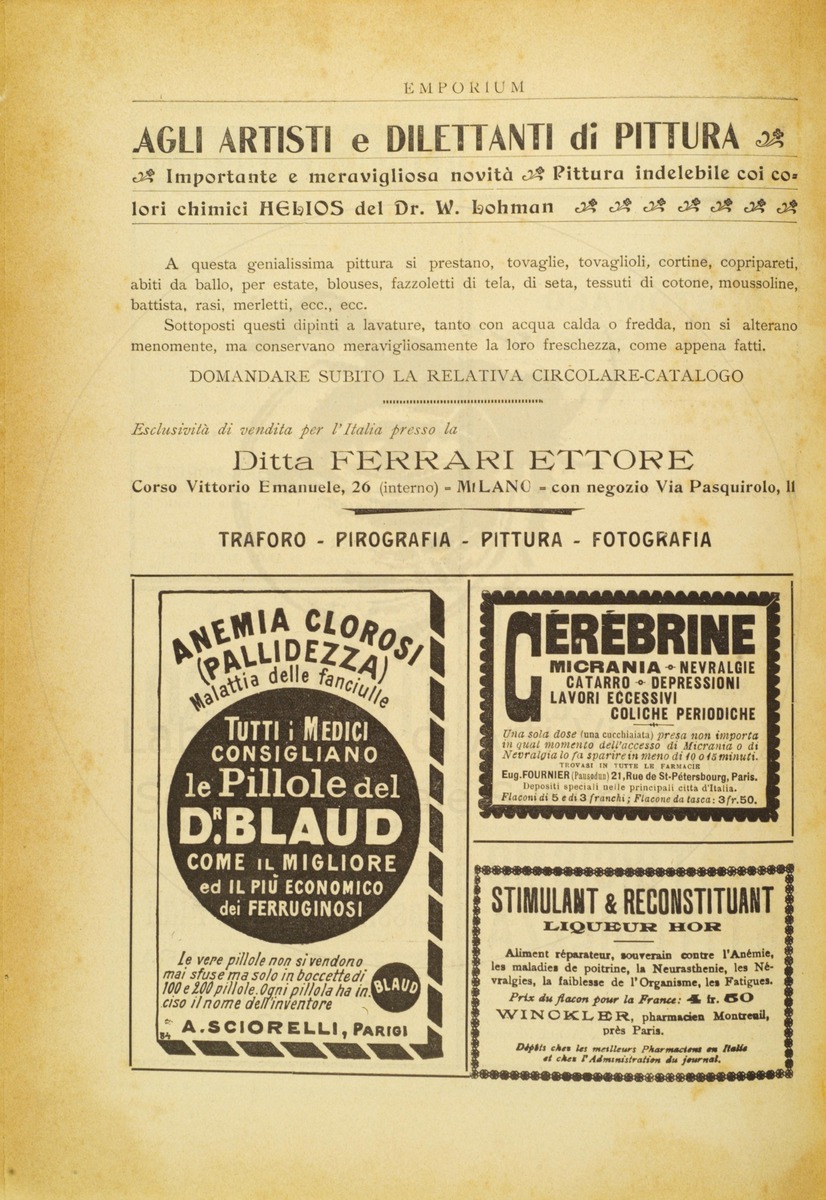 EMPORIUM
AGLI ARTISTI e DILETTANTI di PITTURA
Importante e meravigliosa novità Pittura indelebile coi co=
lori chimici HELIOS del Dr. W. Lohman
A questa genialissima pittura si prestano, tovaglie, tovaglioli, cortine, copripareti,
abiti da ballo, per estate, blouses, fazzoletti di tela, di seta, tessuti di cotone, moussoline,
battista, rasi, merletti, ecc., ecc.
Sottoposti questi dipinti a lavature, tanto con acqua calda o fredda, non si alterano
menomente, ma conservano meravigliosamente la loro freschezza, come appena fatti.
DOMANDARE SUBITO LA RELATIVA CIRCOLARE-CATALOGO
Esclusività di vendita per l'Italia presso la
Ditta FERRARI ETTORE
Corso Vittorio Emanuele, 26 (interno) - MILANO - con negozio Via Pasquirolo, 11
TRAFORO - PIROGRAFIA - PITTURA - FOTOGRAFIA
ANEMIA CLOROSI
(PALLIDEZZA)
Malattia delle fanciulle
TUTTI i MEDICI
CONSIGLIANO
le Pillole del
DR. BLAUD
COME IL MIGLIORE
ed IL PIÙ ECONOMICO
dei FERRUGINOSI
Le vere pillole non si vendono
mai sfuse ma solo in boccette di
100 e 200 pillole. Ogni pillola ha in.
ciso il nome dell'inventore
BLAUD
84
A. SCIORELLI, PARIGI
CÉRÉBRINE
MICRANIA - NEVRALGIE
CATARRO - DEPRESSIONI
LAVORI ECCESSIVI
COLICHE PERIODICHE
Una sola dose (una cucchiaiata) presa non importa
in qual momento dell'accesso di Micrania o di
Nevralgia lo fa sparire in meno di 10 o 15 minuti.
TROVASI IN TUTTE LE FARMACIE
Eug. FOURNIER (Pausodun) 21, Rue de St-Pétersbourg, Paris.
Depositi speciali nelle principali città d'Italia.
Flaconi di 5 e di 3 franchi; Flacone da tasca: 3 fr. 50.
STIMULANT & RECONSTITUANT
LIQUEUR HOR
Aliment réparateur, souverain contre l'Anémie,
les maladies de poitrine, la Neurasthenie, les Né-
vralgies, la faiblesse de l'Organisme, les Fatigues.
Prix du flacon pour la France: 4 fr. 50
WINCKLER, pharmacien Montreuil,
près Paris.
Dépôts chez les meilleurs Pharmaciens en Italie
et chez l'Administration du journal.